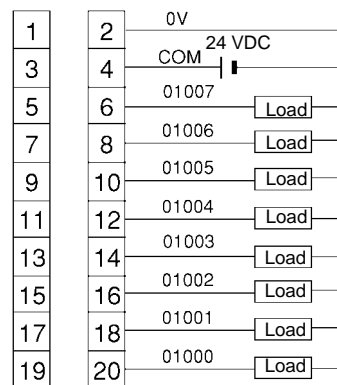 0V
1 2
24 VDC
COM
3 4
01007
5 6 Load
01006
7 8 Load
01005
9 10 Load
01004
11 12 Load
01003
13 14 Load
01002
15 16 Load
01001
17 18 Load
01000
19 20 Load